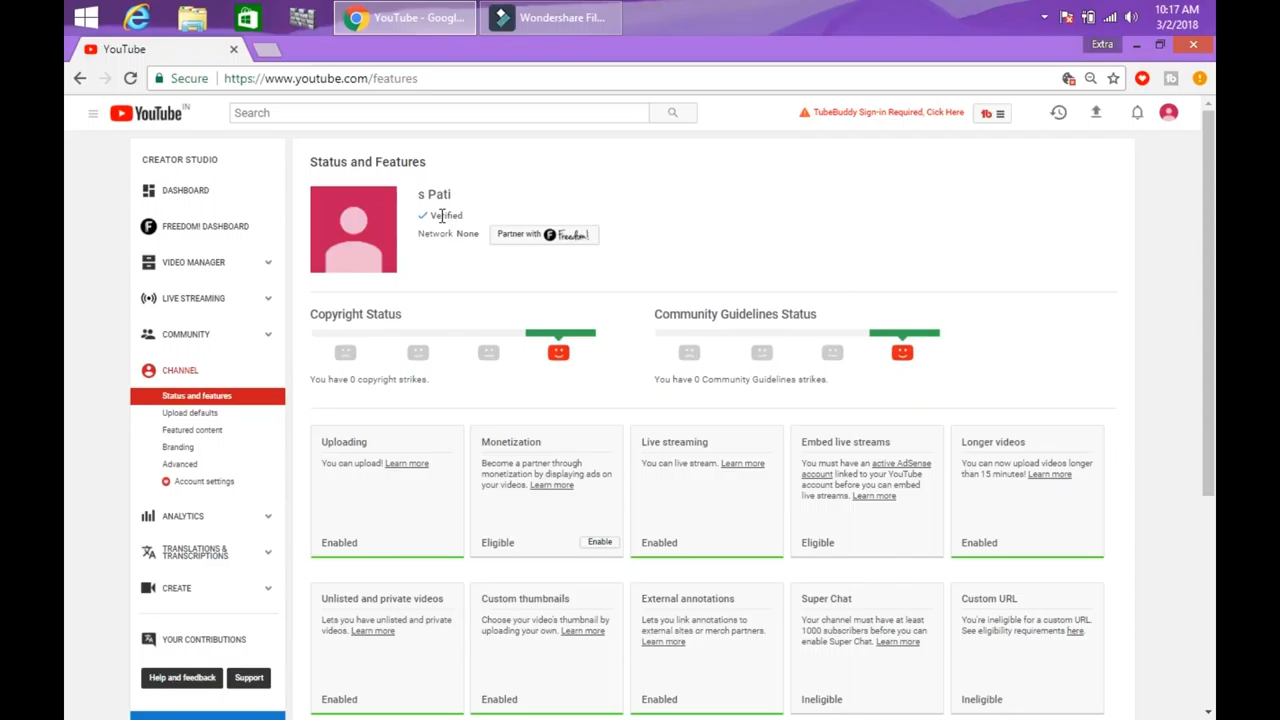 YouTube - Googl...
Wondershare Fil...
10:17 AM
3/2/2018
YouTube
Extra
Secure
https://www.youtube.com/features
YouTube IN
Search
TubeBuddy Sign-in Required, Click Here
tb
CREATOR STUDIO
DASHBOARD
FREEDOM! DASHBOARD
VIDEO MANAGER
LIVE STREAMING
COMMUNITY
CHANNEL
Status and features
Upload defaults
Featured content
Branding
Advanced
Account settings
ANALYTICS
TRANSLATIONS &
TRANSCRIPTIONS
CREATE
YOUR CONTRIBUTIONS
Help and feedback
Support
Status and Features
s Pati
Verified
Network None
Partner with Freedom!
Copyright Status
You have 0 copyright strikes.
Community Guidelines Status
You have 0 Community Guidelines strikes.
Uploading
You can upload! Learn more
Enabled
Monetization
Become a partner through
monetization by displaying ads on
your videos. Learn more
Eligible
Enable
Live streaming
You can live stream. Learn more
Enabled
Embed live streams
You must have an active AdSense
account linked to your YouTube
account before you can embed
live streams. Learn more
Eligible
Longer videos
You can now upload videos longer
than 15 minutes! Learn more
Enabled
Unlisted and private videos
Lets you have unlisted and private
videos. Learn more
Enabled
Custom thumbnails
Choose your video's thumbnail by
uploading your own. Learn more
Enabled
External annotations
Lets you link annotations to
external sites or merch partners.
Learn more
Enabled
Super Chat
Your channel must have at least
1000 subscribers before you can
enable Super Chat. Learn more
Ineligible
Custom URL
You're ineligible for a custom URL.
See eligibility requirements here.
Ineligible